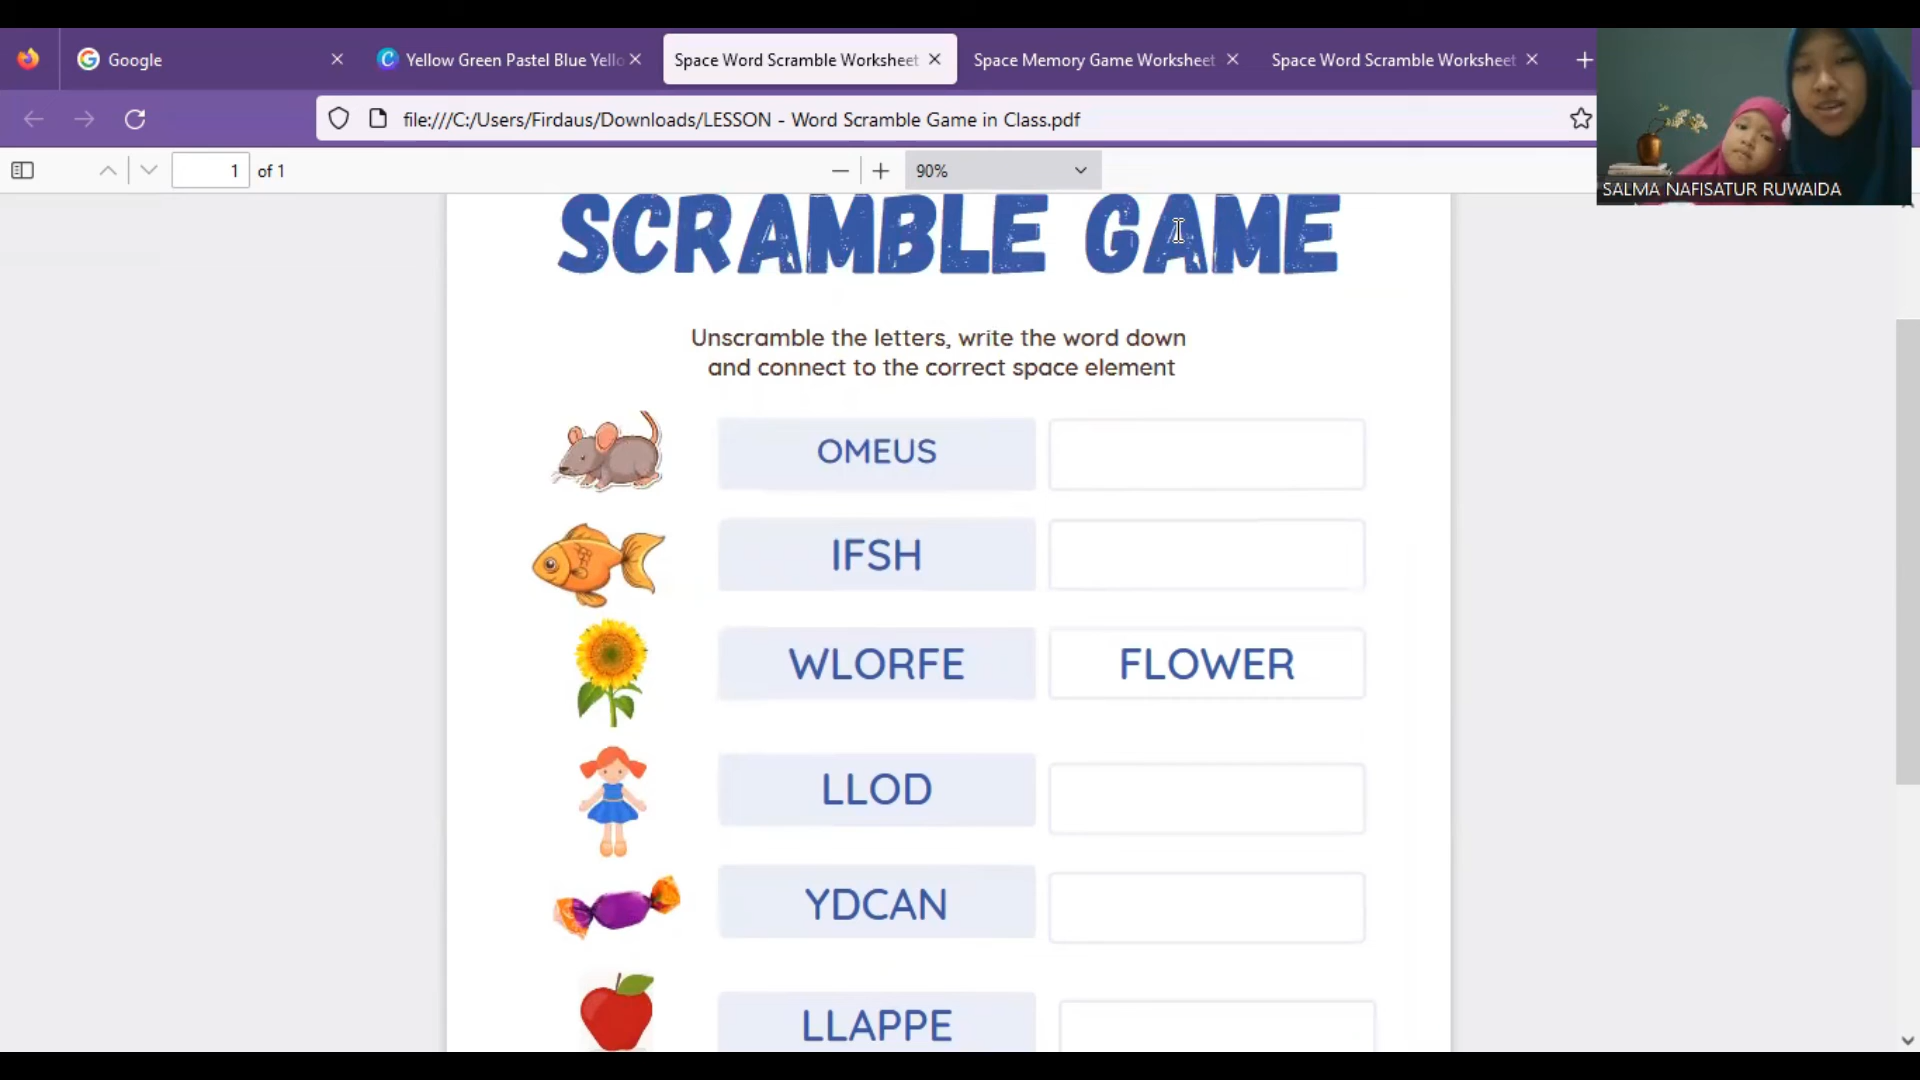 Google
Yellow Green Pastel Blue Yello
Space Word Scramble Worksheet
Space Memory Game Worksheet
Space Word Scramble Worksheet
file:///C:/Users/Firdaus/Downloads/LESSON - Word Scramble Game in Class.pdf
1 of 1
90%
SALMA NAFISATUR RUWAIDA
SCRAMBLE GAME
Unscramble the letters, write the word down
and connect to the correct space element
OMEUS
IFSH
WLORFE FLOWER
LLOD
YDCAN
LLAPPE